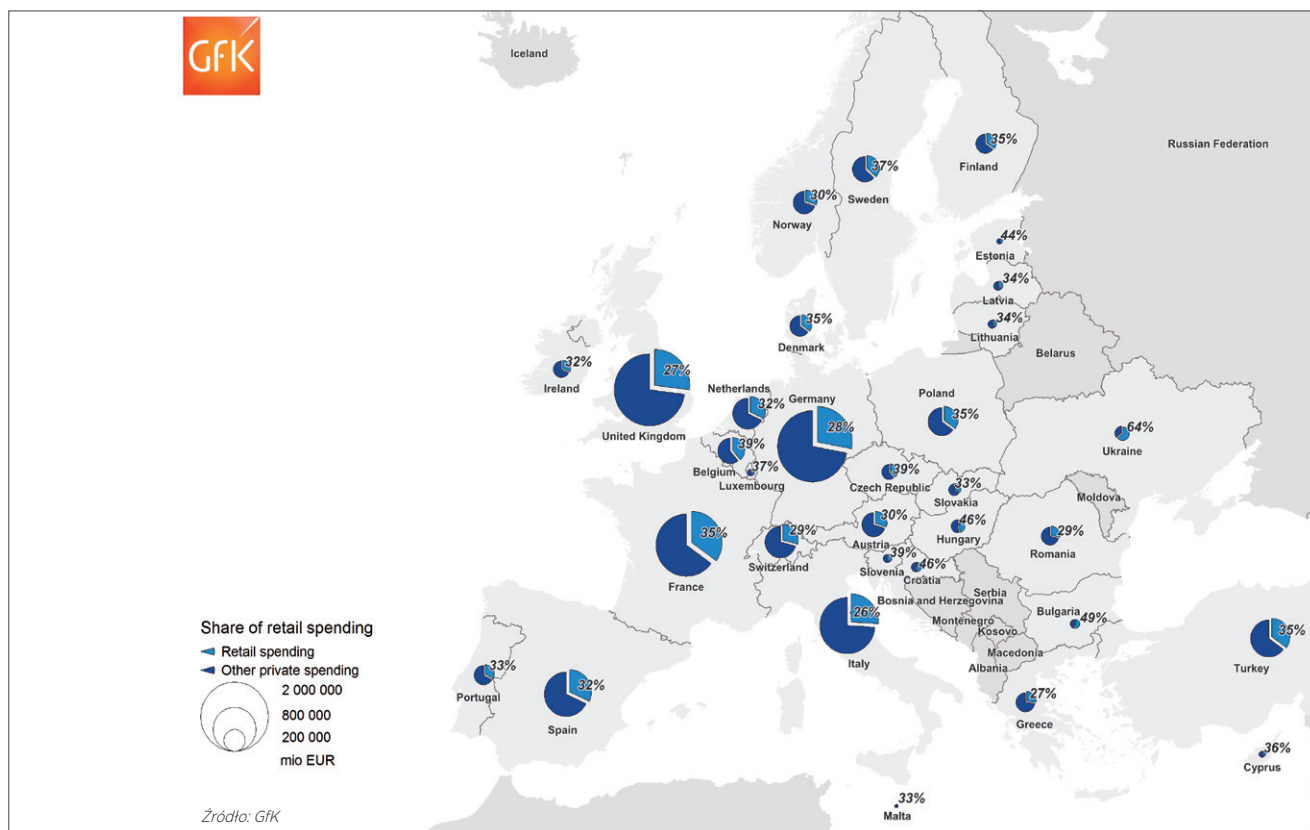 GfK
Iceland
Russian Federation
35%
Finland
37%
Sweden
30%
Norway
44%
Estonia
34%
Latvia
34%
Lithuania
35%
Denmark
Belarus
32%
Ireland
27%
United Kingdom
Netherlands
32%
Germany
28%
Poland
35%
64%
Ukraine
39%
Belgium
37%
Luxembourg
39%
Czech Republic
33%
Slovakia
Moldova
35%
France
29%
Switzerland
30%
Austria
46%
Hungary
29%
Romania
39%
Slovenia
46%
Croatia
26%
Italy
Bosnia and Herzegovina
Serbia
Montenegro
Kosovo
Bulgaria
49%
Macedonia
Albania
35%
Turkey
33%
Portugal
32%
Spain
27%
Greece
36%
Cyprus
33%
Malta
Share of retail spending
Retail spending
Other private spending
2 000 000
800 000
200 000
mio EUR
Źródło: GfK